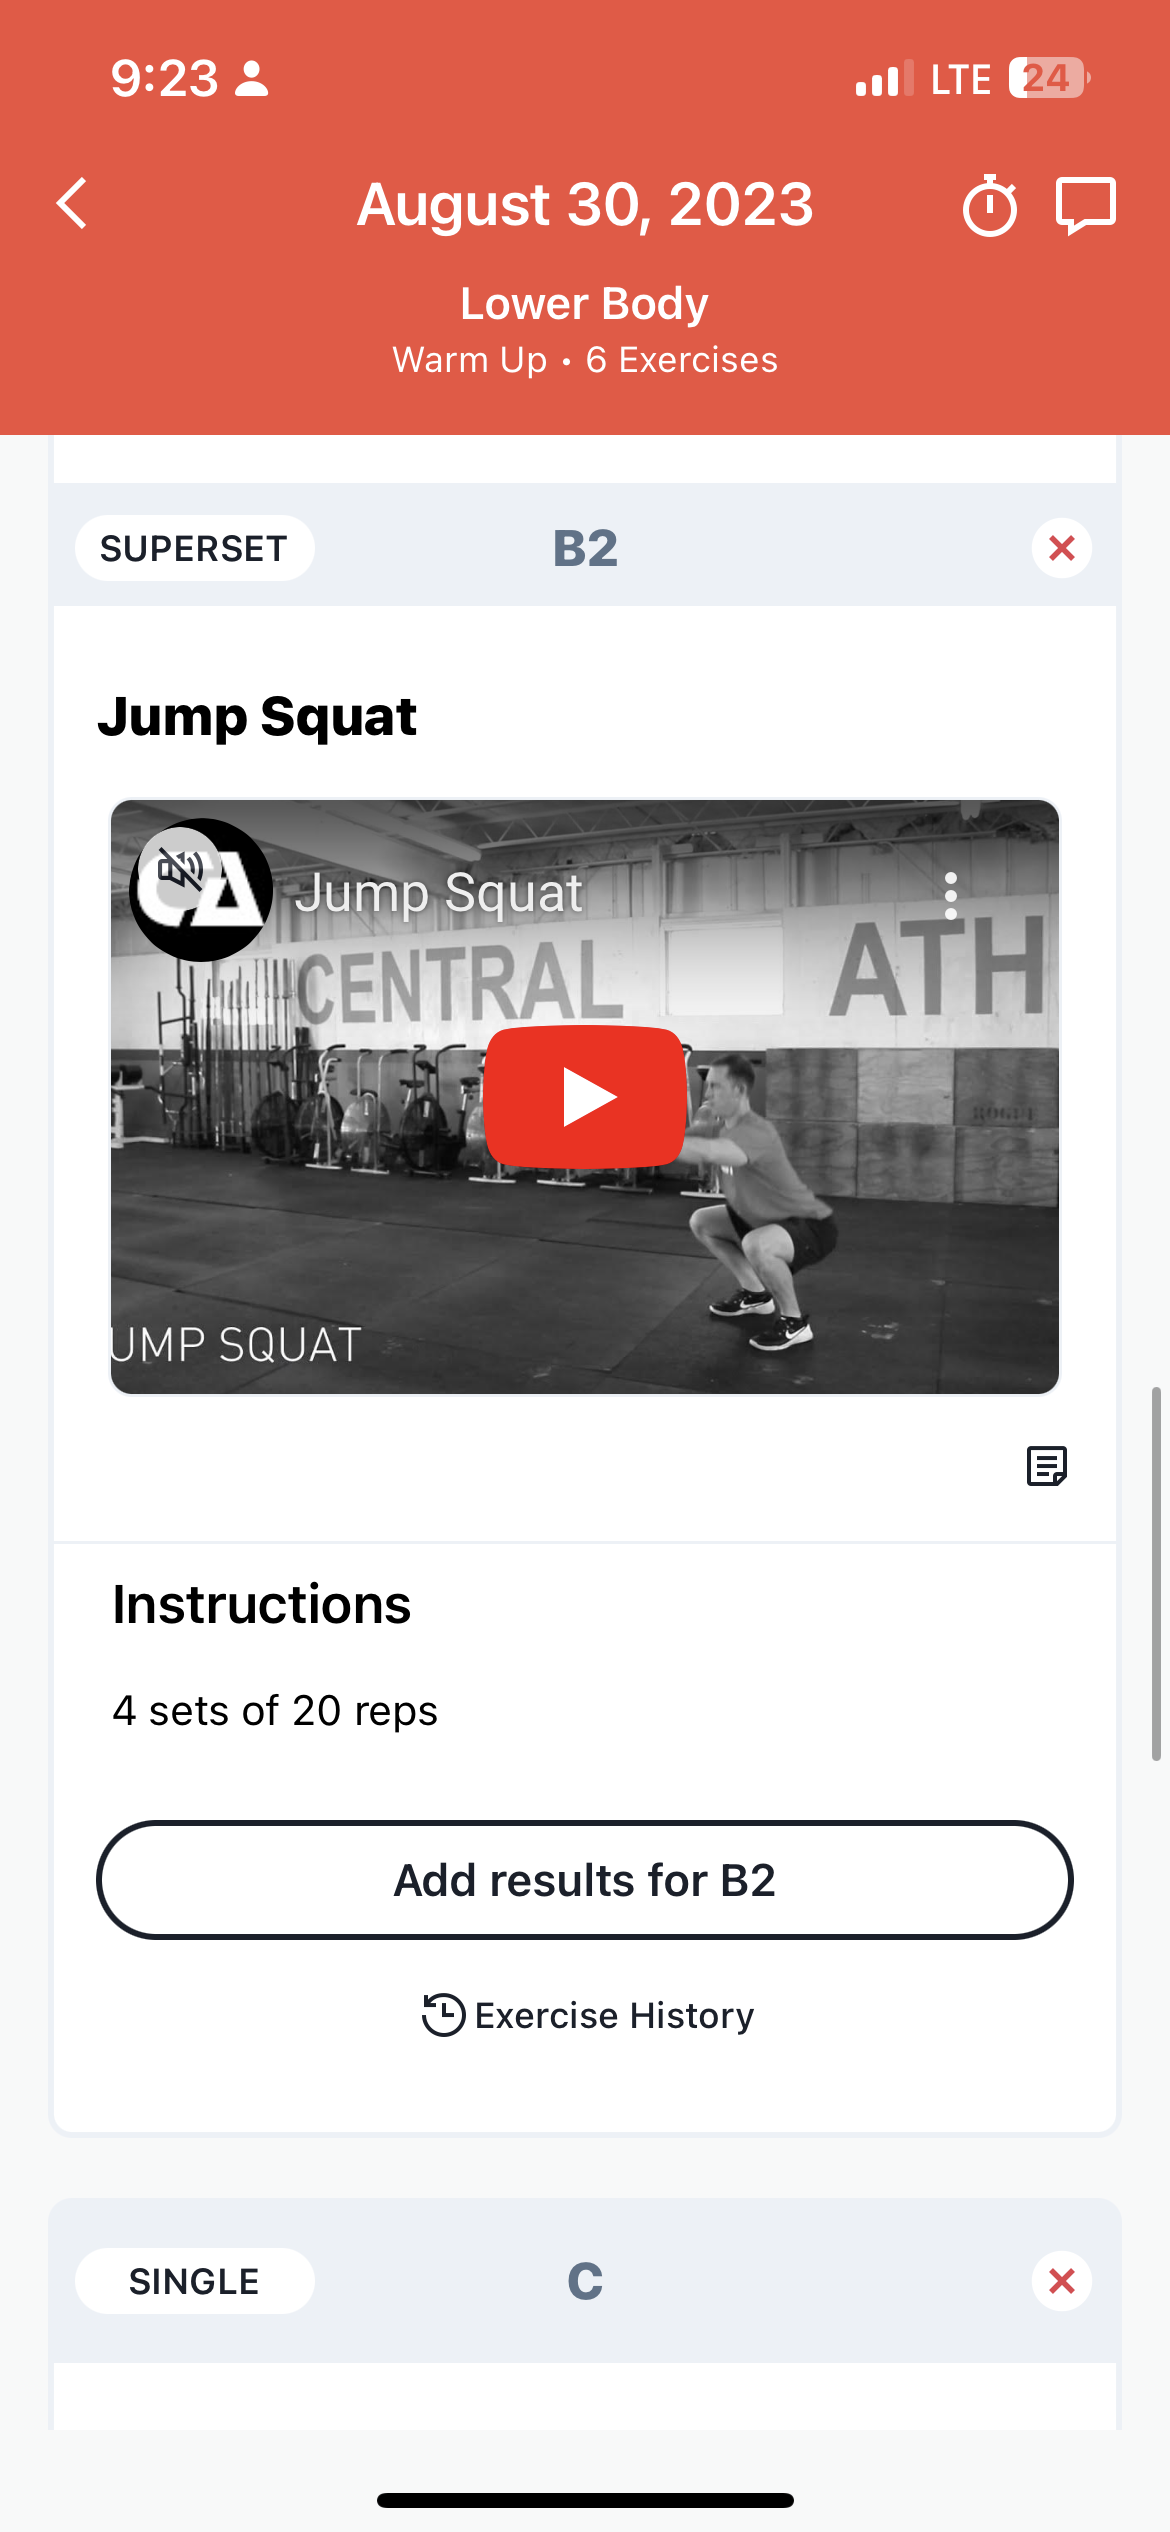 9:23
LTE 24
August 30, 2023
Lower Body
Warm Up • 6 Exercises
SUPERSET
B2
Jump Squat
CA
Jump Squat
CENTRAL
ATH
UMP SQUAT
Instructions
4 sets of 20 reps
Add results for B2
Exercise History
SINGLE
C